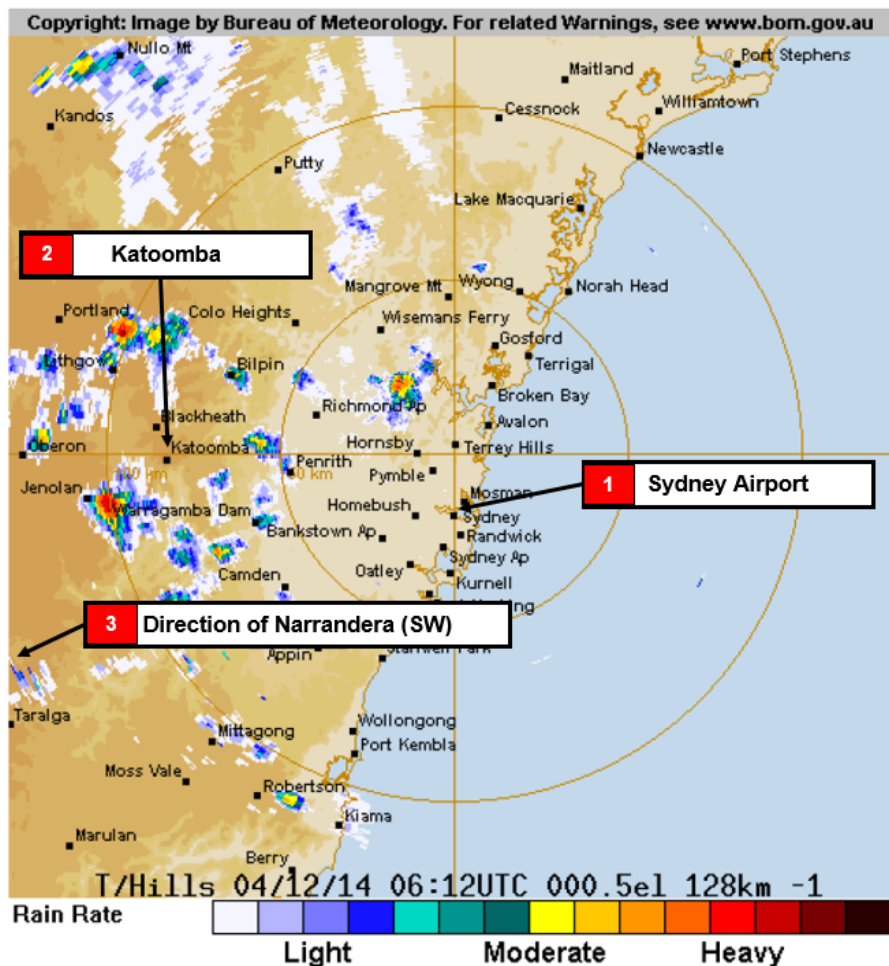 Copyright: Image by Bureau of Meteorology. For related Warnings, see www.bom.gov.au
Nullo Mt
Port Stephens
Maitland
Kandos
Cessnock
Williamtown
Putty
Newcastle
Lake Macquarie
2 Katoomba
Mangrove Mt
Wyong
Norah Head
Portland
Colo Heights
Wisemans Ferry
Gosford
Lithgow
Bilpin
Terrigal
Broken Bay
Richmond Ap
Blackheath
Avalon
Oberon
Katoomba
Hornsby
Terrey Hills
Penrith
Pymble
Jenolan
1 Sydney Airport
Mosman
Warragamba Dam
Homebush
Sydney
Bankstown Ap
Randwick
Sydney Ap
Camden
Oatley
Kurnell
3 Direction of Narrandera (SW)
Appin
Taralga
Mittagong
Wollongong
Port Kembla
Moss Vale
Robertson
Kiama
Marulan
Berry
T/Hills 04/12/14 06:12UTC 000.5el 128km -1
Rain Rate
Light Moderate Heavy